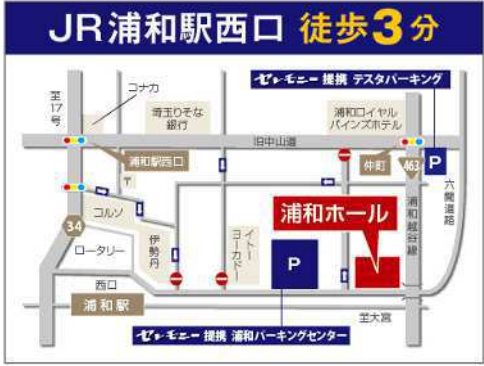 JR浦和駅西口 徒歩3分
セレモニー 提携 テスタパーキング
至17号
コナカ
埼玉りそな
銀行
浦和ロイヤル
パインズホテル
旧中山道
浦和駅西口
仲町
463
P
〒
コルソ
34
ロータリー
伊勢丹
イトーヨーカドー
浦和ホール
P
浦和越谷線
六間道路
西口
浦和駅
至大宮
セレモニー 提携 浦和パーキングセンター